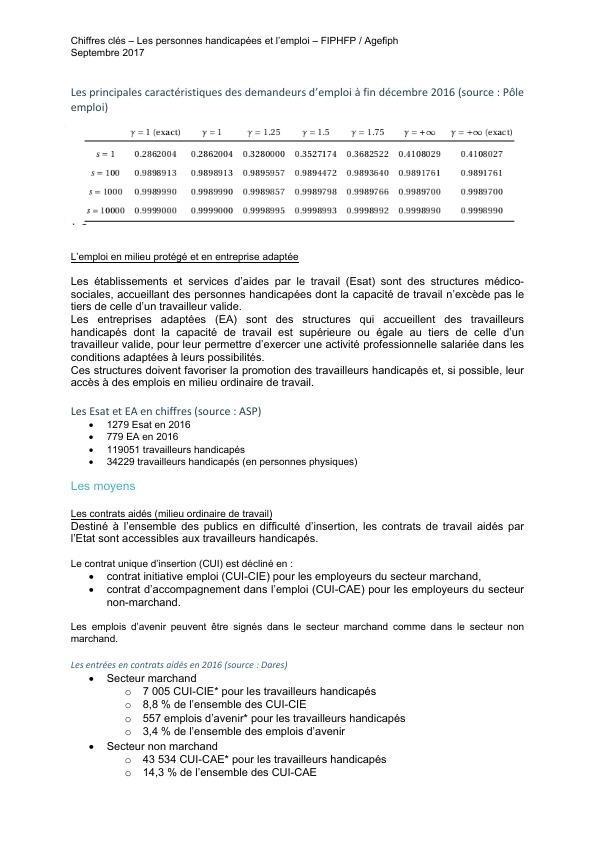 Chiffres clés – Les personnes handicapées et l'emploi – FIPHFP / Agefiph
Septembre 2017
Les principales caractéristiques des demandeurs d'emploi à fin décembre 2016 (source : Pôle
emploi)
γ = 1 (exact) γ = 1 γ = 1.25 γ = 1.5 γ = 1.75 γ = +∞ γ = +∞ (exact)
s = 1 0.2862004 0.2862004 0.3280000 0.3527174 0.3682522 0.4108029 0.4108027
s = 100 0.9898913 0.9898913 0.9895957 0.9894472 0.9893640 0.9891761 0.9891761
s = 1000 0.9989990 0.9989990 0.9989857 0.9989798 0.9989766 0.9989700 0.9989700
s = 10000 0.9999000 0.9999000 0.9998995 0.9998993 0.9998992 0.9998990 0.9998990
L'emploi en milieu protégé et en entreprise adaptée
Les établissements et services d'aides par le travail (Esat) sont des structures médico-
sociales, accueillant des personnes handicapées dont la capacité de travail n'excède pas le
tiers de celle d'un travailleur valide.
Les entreprises adaptées (EA) sont des structures qui accueillent des travailleurs
handicapés dont la capacité de travail est supérieure ou égale au tiers de celle d'un
travailleur valide, pour leur permettre d'exercer une activité professionnelle salariée dans les
conditions adaptées à leurs possibilités.
Ces structures doivent favoriser la promotion des travailleurs handicapés et, si possible, leur
accès à des emplois en milieu ordinaire de travail.
Les Esat et EA en chiffres (source : ASP)
• 1279 Esat en 2016
• 779 EA en 2016
• 119051 travailleurs handicapés
• 34229 travailleurs handicapés (en personnes physiques)
Les moyens
Les contrats aidés (milieu ordinaire de travail)
Destiné à l'ensemble des publics en difficulté d'insertion, les contrats de travail aidés par
l'Etat sont accessibles aux travailleurs handicapés.
Le contrat unique d'insertion (CUI) est décliné en :
• contrat initiative emploi (CUI-CIE) pour les employeurs du secteur marchand,
• contrat d'accompagnement dans l'emploi (CUI-CAE) pour les employeurs du secteur
non-marchand.
Les emplois d'avenir peuvent être signés dans le secteur marchand comme dans le secteur non
marchand.
Les entrées en contrats aidés en 2016 (source : Dares)
• Secteur marchand
o 7 005 CUI-CIE* pour les travailleurs handicapés
o 8,8 % de l'ensemble des CUI-CIE
o 557 emplois d'avenir* pour les travailleurs handicapés
o 3,4 % de l'ensemble des emplois d'avenir
• Secteur non marchand
o 43 534 CUI-CAE* pour les travailleurs handicapés
o 14,3 % de l'ensemble des CUI-CAE